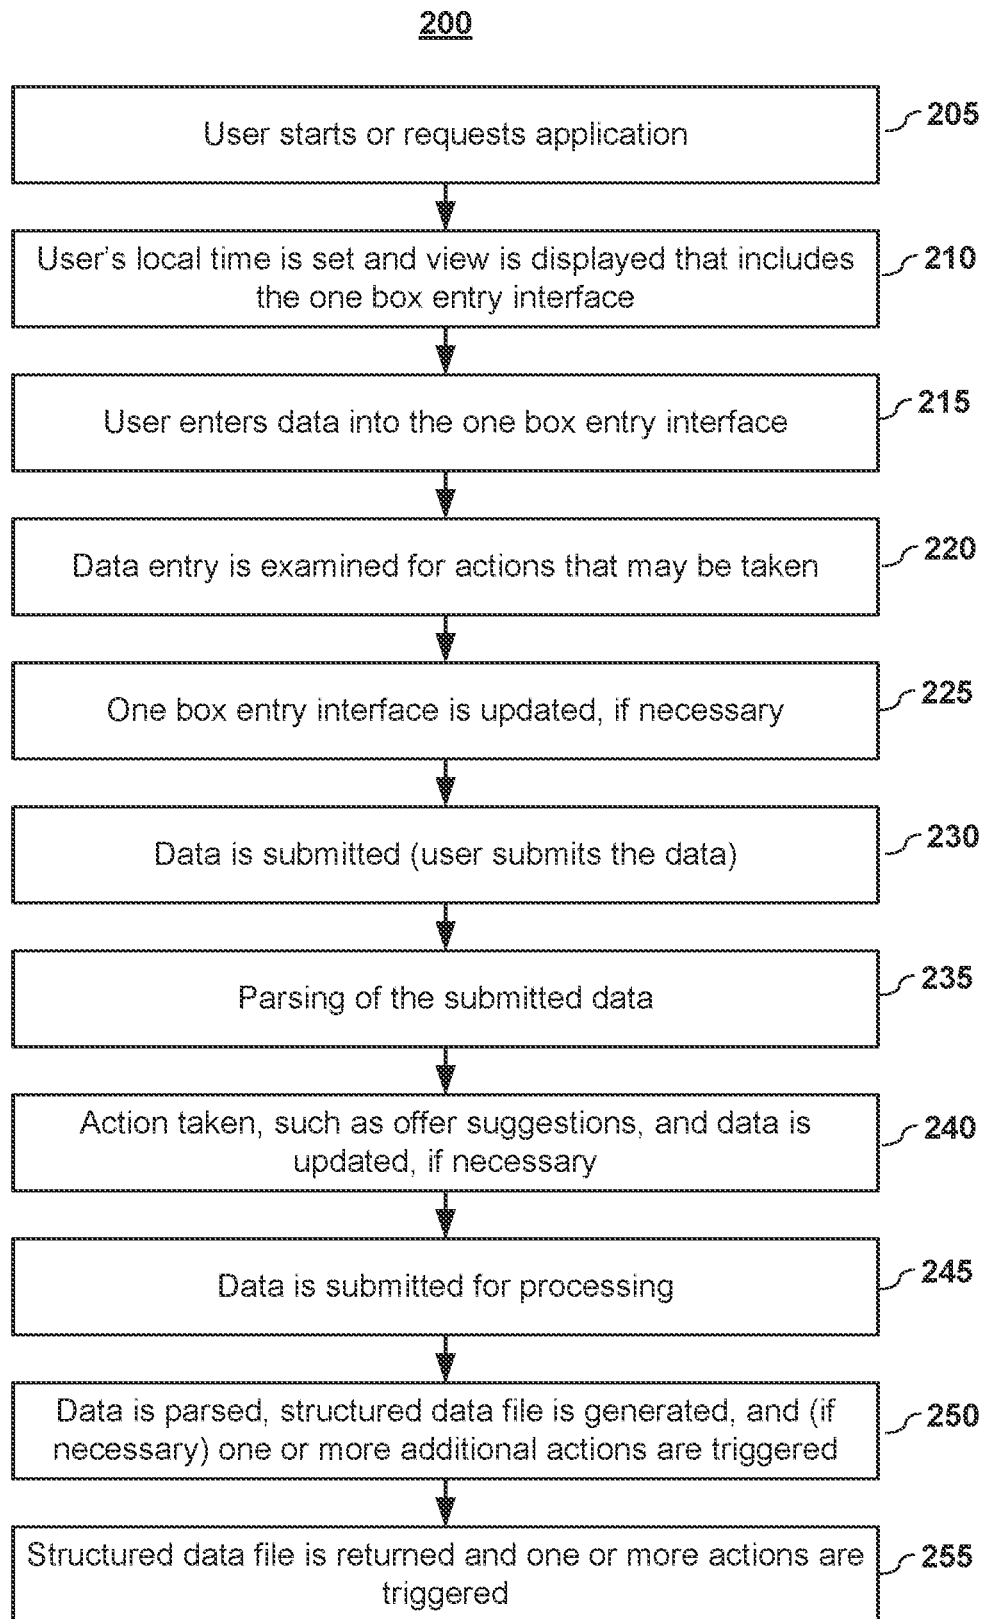 200
User starts or requests application
205
User's local time is set and view is displayed that includes
the one box entry interface
210
User enters data into the one box entry interface
215
Data entry is examined for actions that may be taken
220
One box entry interface is updated, if necessary
225
Data is submitted (user submits the data)
230
Parsing of the submitted data
235
Action taken, such as offer suggestions, and data is
updated, if necessary
240
Data is submitted for processing
245
Data is parsed, structured data file is generated, and (if
necessary) one or more additional actions are triggered
250
Structured data file is returned and one or more actions are
triggered
255